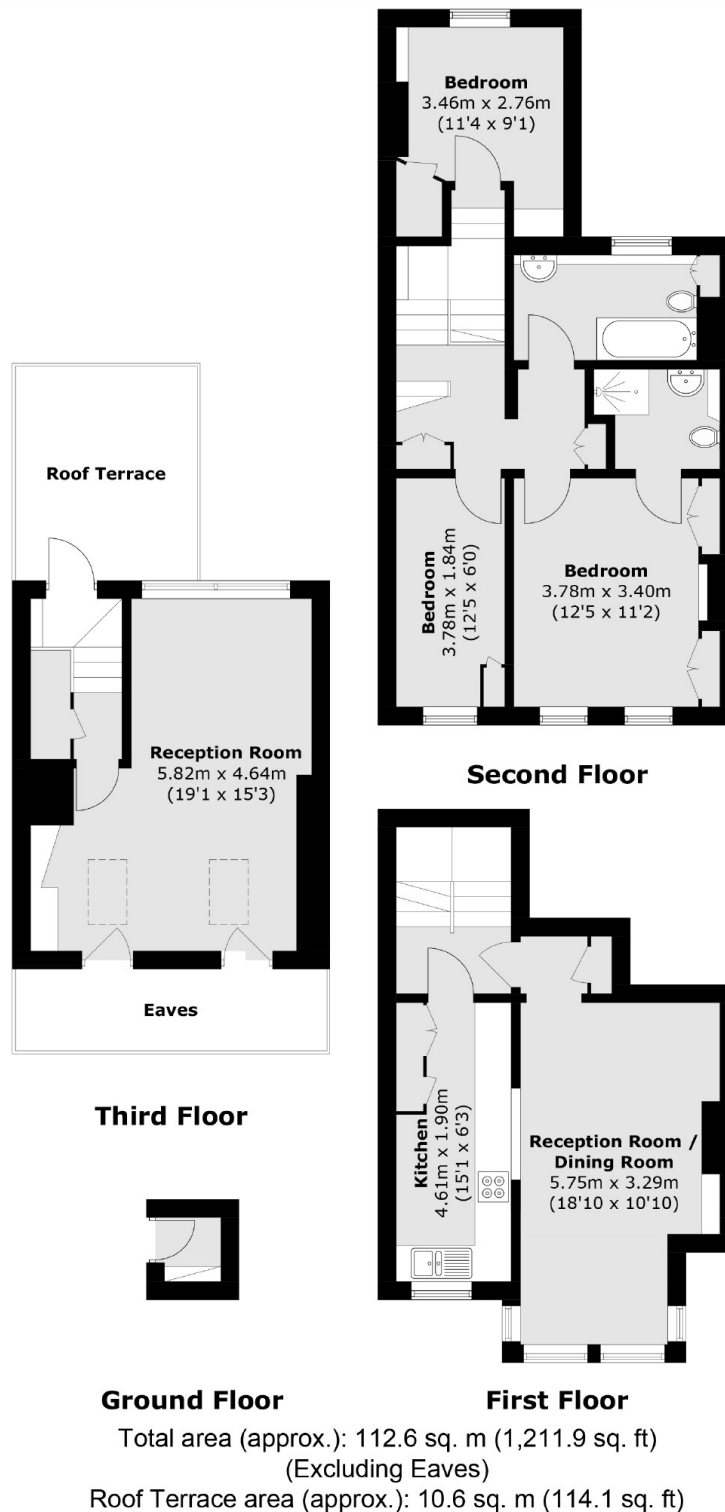 Bedroom
3.46m x 2.76m
(11'4 x 9'1)
Roof Terrace
Bedroom
3.78m x 1.84m
(12'5 x 6'0)
Bedroom
3.78m x 3.40m
(12'5 x 11'2)
Second Floor
Reception Room
5.82m x 4.64m
(19'1 x 15'3)
Eaves
Third Floor
Kitchen
4.61m x 1.90m
(15'1 x 6'3)
Reception Room /
Dining Room
5.75m x 3.29m
(18'10 x 10'10)
Ground Floor
First Floor
Total area (approx.): 112.6 sq. m (1,211.9 sq. ft)
(Excluding Eaves)
Roof Terrace area (approx.): 10.6 sq. m (114.1 sq. ft)